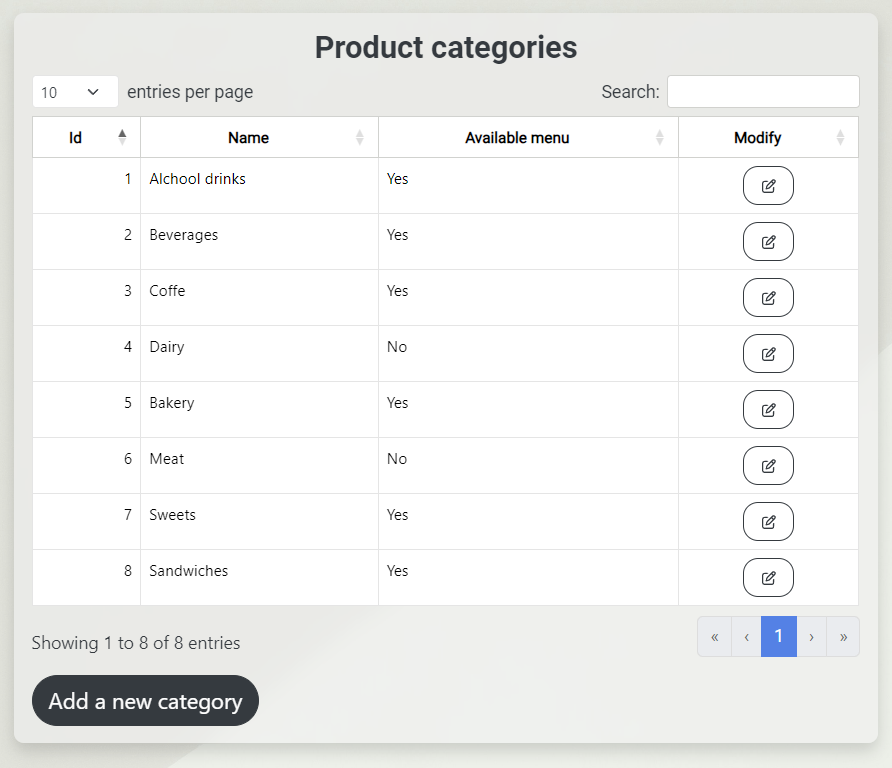 Product categories
10 entries per page Search:
Id Name Available menu Modify
1 Alchool drinks Yes
2 Beverages Yes
3 Coffe Yes
4 Dairy No
5 Bakery Yes
6 Meat No
7 Sweets Yes
8 Sandwiches Yes
Showing 1 to 8 of 8 entries « ‹ 1 › »
Add a new category